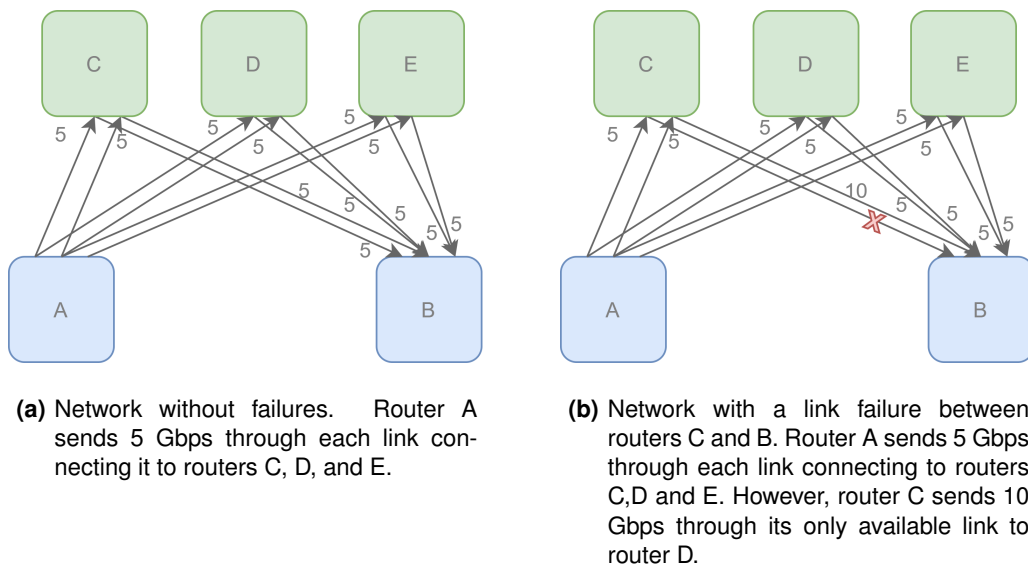 C D E
5 5 5 5 5 5
5 5 5 5 5 5
A B
C D E
5 5 5 5 5 5
10 5 5 5 5
X
A B
(a) Network without failures. Router A
sends 5 Gbps through each link con-
necting it to routers C, D, and E.
(b) Network with a link failure between
routers C and B. Router A sends 5 Gbps
through each link connecting to routers
C,D and E. However, router C sends 10
Gbps through its only available link to
router D.